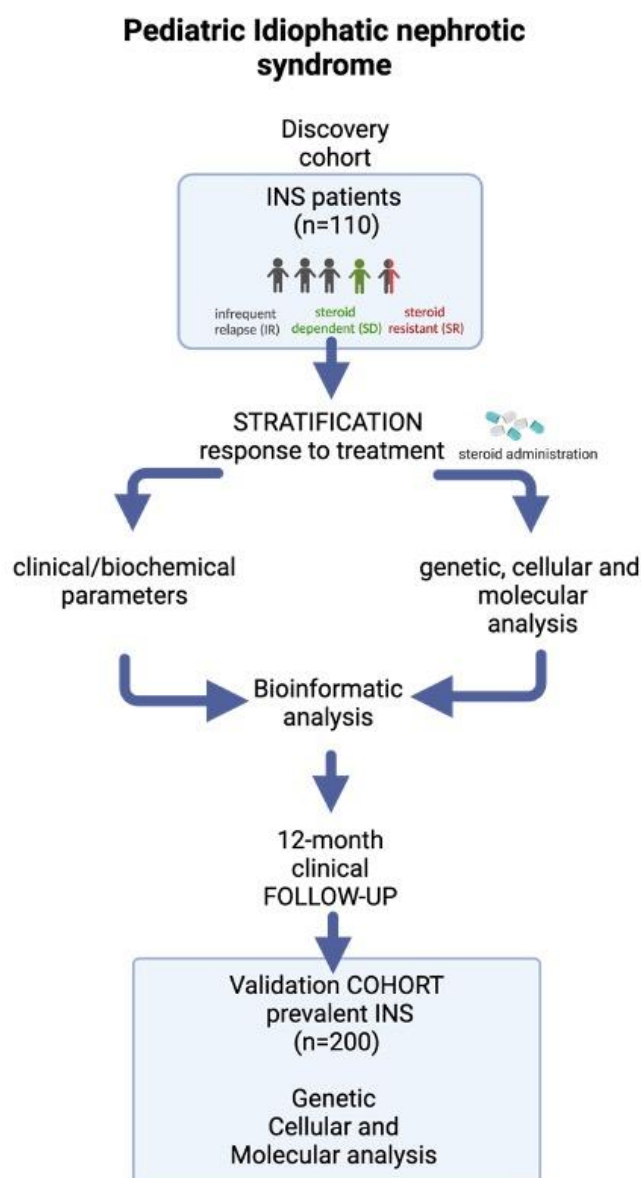 Pediatric Idiophatic nephrotic
syndrome
Discovery
cohort
INS patients
(n=110)
infrequent
relapse (IR)
steroid
dependent (SD)
steroid
resistant (SR)
STRATIFICATION
response to treatment
steroid administration
clinical/biochemical
parameters
genetic, cellular and
molecular
analysis
Bioinformatic
analysis
12-month
clinical
FOLLOW-UP
Validation COHORT
prevalent INS
(n=200)
Genetic
Cellular and
Molecular analysis